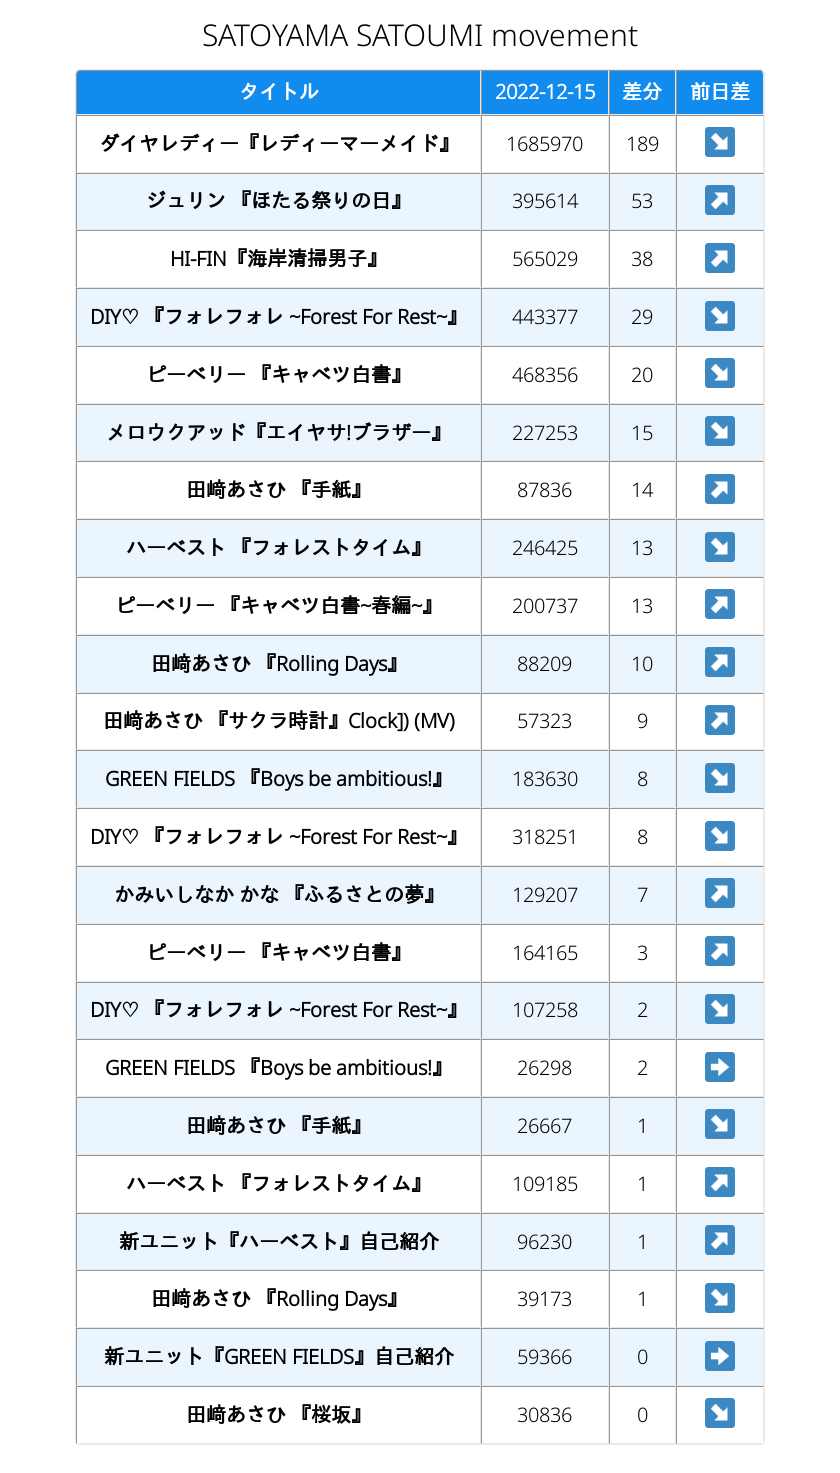 SATOYAMA SATOUMI movement
タイトル 2022-12-15 差分 前日差
ダイヤレディー『レディーマーメイド』 1685970 189 ↘
ジュリン 『ほたる祭りの日』 395614 53 ↗
HI-FIN『海岸清掃男子』 565029 38 ↗
DIY♡ 『フォレフォレ ~Forest For Rest~』 443377 29 ↘
ピーベリー 『キャベツ白書』 468356 20 ↘
メロウクアッド『エイヤサ!ブラザー』 227253 15 ↘
田﨑あさひ 『手紙』 87836 14 ↗
ハーベスト 『フォレストタイム』 246425 13 ↘
ピーベリー 『キャベツ白書~春編~』 200737 13 ↗
田﨑あさひ 『Rolling Days』 88209 10 ↗
田﨑あさひ 『サクラ時計』Clock]) (MV) 57323 9 ↗
GREEN FIELDS 『Boys be ambitious!』 183630 8 ↘
DIY♡ 『フォレフォレ ~Forest For Rest~』 318251 8 ↘
かみいしなか かな 『ふるさとの夢』 129207 7 ↗
ピーベリー 『キャベツ白書』 164165 3 ↗
DIY♡ 『フォレフォレ ~Forest For Rest~』 107258 2 ↘
GREEN FIELDS 『Boys be ambitious!』 26298 2 ➡
田﨑あさひ 『手紙』 26667 1 ↘
ハーベスト 『フォレストタイム』 109185 1 ↗
新ユニット『ハーベスト』自己紹介 96230 1 ↗
田﨑あさひ 『Rolling Days』 39173 1 ↘
新ユニット『GREEN FIELDS』自己紹介 59366 0 ➡
田﨑あさひ 『桜坂』 30836 0 ↘